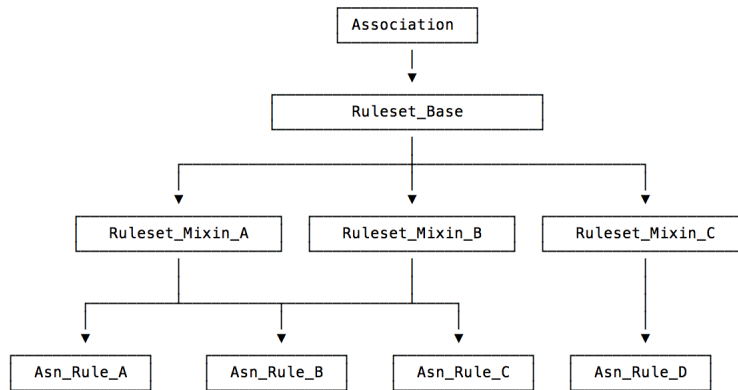 Association
Ruleset_Base
Ruleset_Mixin_A Ruleset_Mixin_B Ruleset_Mixin_C
Asn_Rule_A Asn_Rule_B Asn_Rule_C Asn_Rule_D